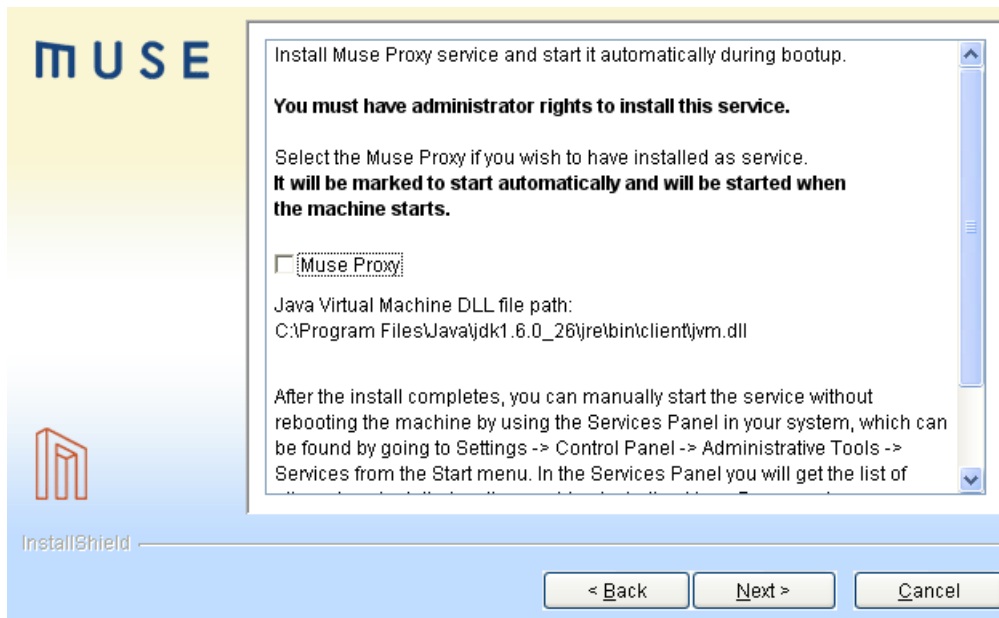 MUSE
Install Muse Proxy service and start it automatically during bootup.
You must have administrator rights to install this service.
Select the Muse Proxy if you wish to have installed as service.
It will be marked to start automatically and will be started when
the machine starts.
Muse Proxy
Java Virtual Machine DLL file path:
C:\Program Files\Java\jdk1.6.0_26\jre\bin\client\jvm.dll
After the install completes, you can manually start the service without
rebooting the machine by using the Services Panel in your system, which can
be found by going to Settings -> Control Panel -> Administrative Tools ->
Services from the Start menu. In the Services Panel you will get the list of
InstallShield
< Back
Next >
Cancel